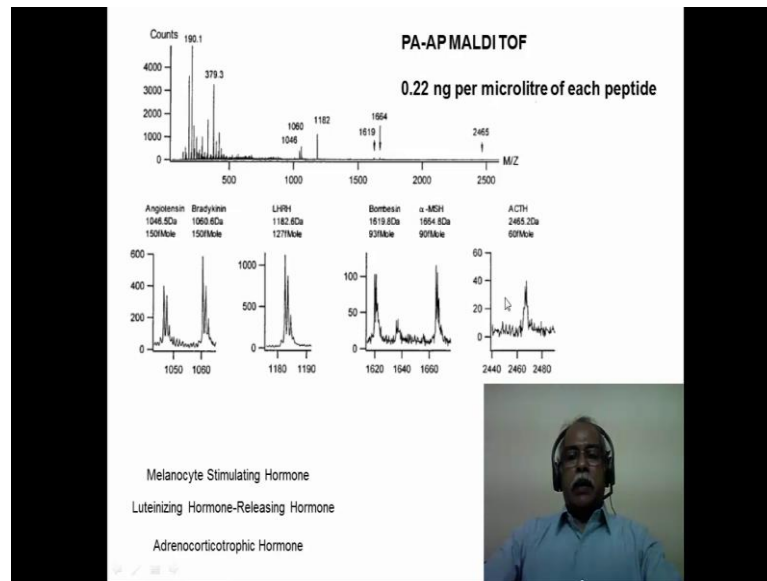 PA-AP MALDI TOF
0.22 ng per microlitre of each peptide
Counts
190.1
379.3
1046
1060
1182
1619
1664
2465
4000
3000
2000
1000
0
500
1000
1500
2000
2500
M/Z
Angiotensin
1046.5Da
150fMole
Bradykinin
1060.6Da
150fMole
LHRH
1182.6Da
127fMole
Bombesin
1619.8Da
93fMole
α-MSH
1664.8Da
90fMole
ACTH
2465.2Da
60fMole
600
400
200
0
1050 1060
1000
500
0
1180 1190
100
50
0
1620 1640 1660
60
40
20
0
2440 2460 2480
Melanocyte Stimulating Hormone
Luteinizing Hormone-Releasing Hormone
Adrenocorticotrophic Hormone